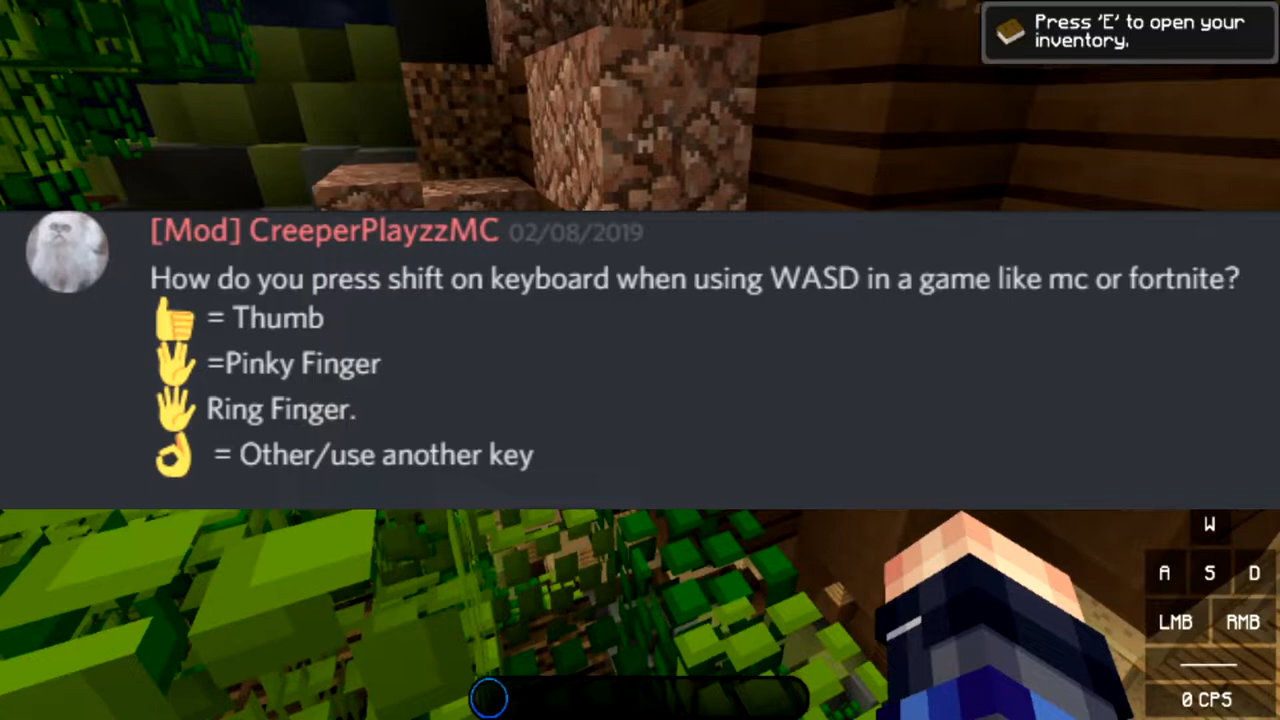 Press 'E' to open your
inventory.
[Mod] CreeperPlayzzMC 02/08/2019
How do you press shift on keyboard when using WASD in a game like mc or fortnite?
👍 = Thumb
🖖 =Pinky Finger
🖐 Ring Finger.
👌 = Other/use another key
W
A S D
LMB RMB
0 CPS